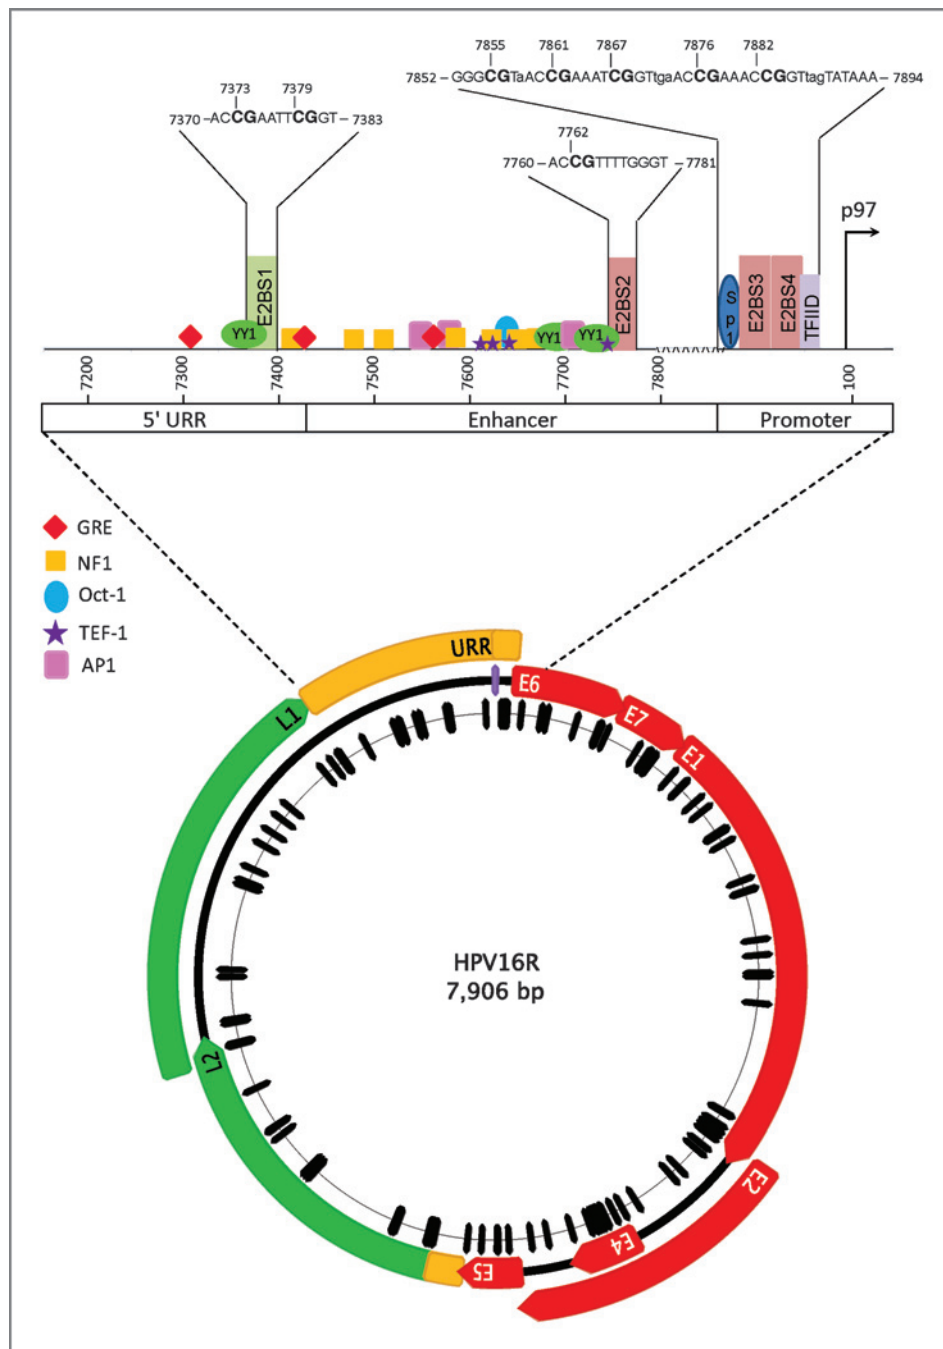 7855 7861 7867 7876 7882
7852 – GGGCGTaACCGAAATCGGTtgaACCGAAACCGGTtagTATAAA – 7894
7373 7379
7370 –ACCGAATTCGGT– 7383
7762
7760 – ACCGTTTTGGGT – 7781
p97
E2BS1
E2BS2
E2BS3
E2BS4
TFIID
Sp1
YY1
YY1
YY1
7200 7300 7400 7500 7600 7700 7800 100
5' URR Enhancer Promoter
GRE
NF1
Oct-1
TEF-1
AP1
URR
E6
E7
E1
L1
HPV16R
7,906 bp
L2
E2
E4
E5